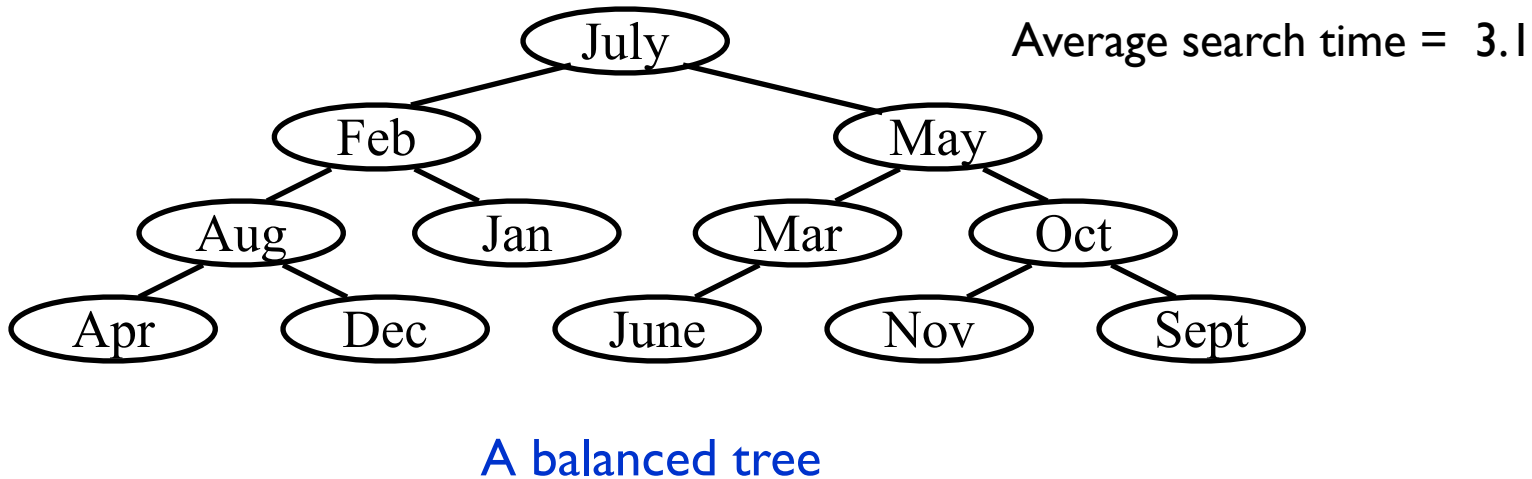 July
Average search time = 3.1
Feb
May
Aug
Jan
Mar
Oct
Apr
Dec
June
Nov
Sept
A balanced tree